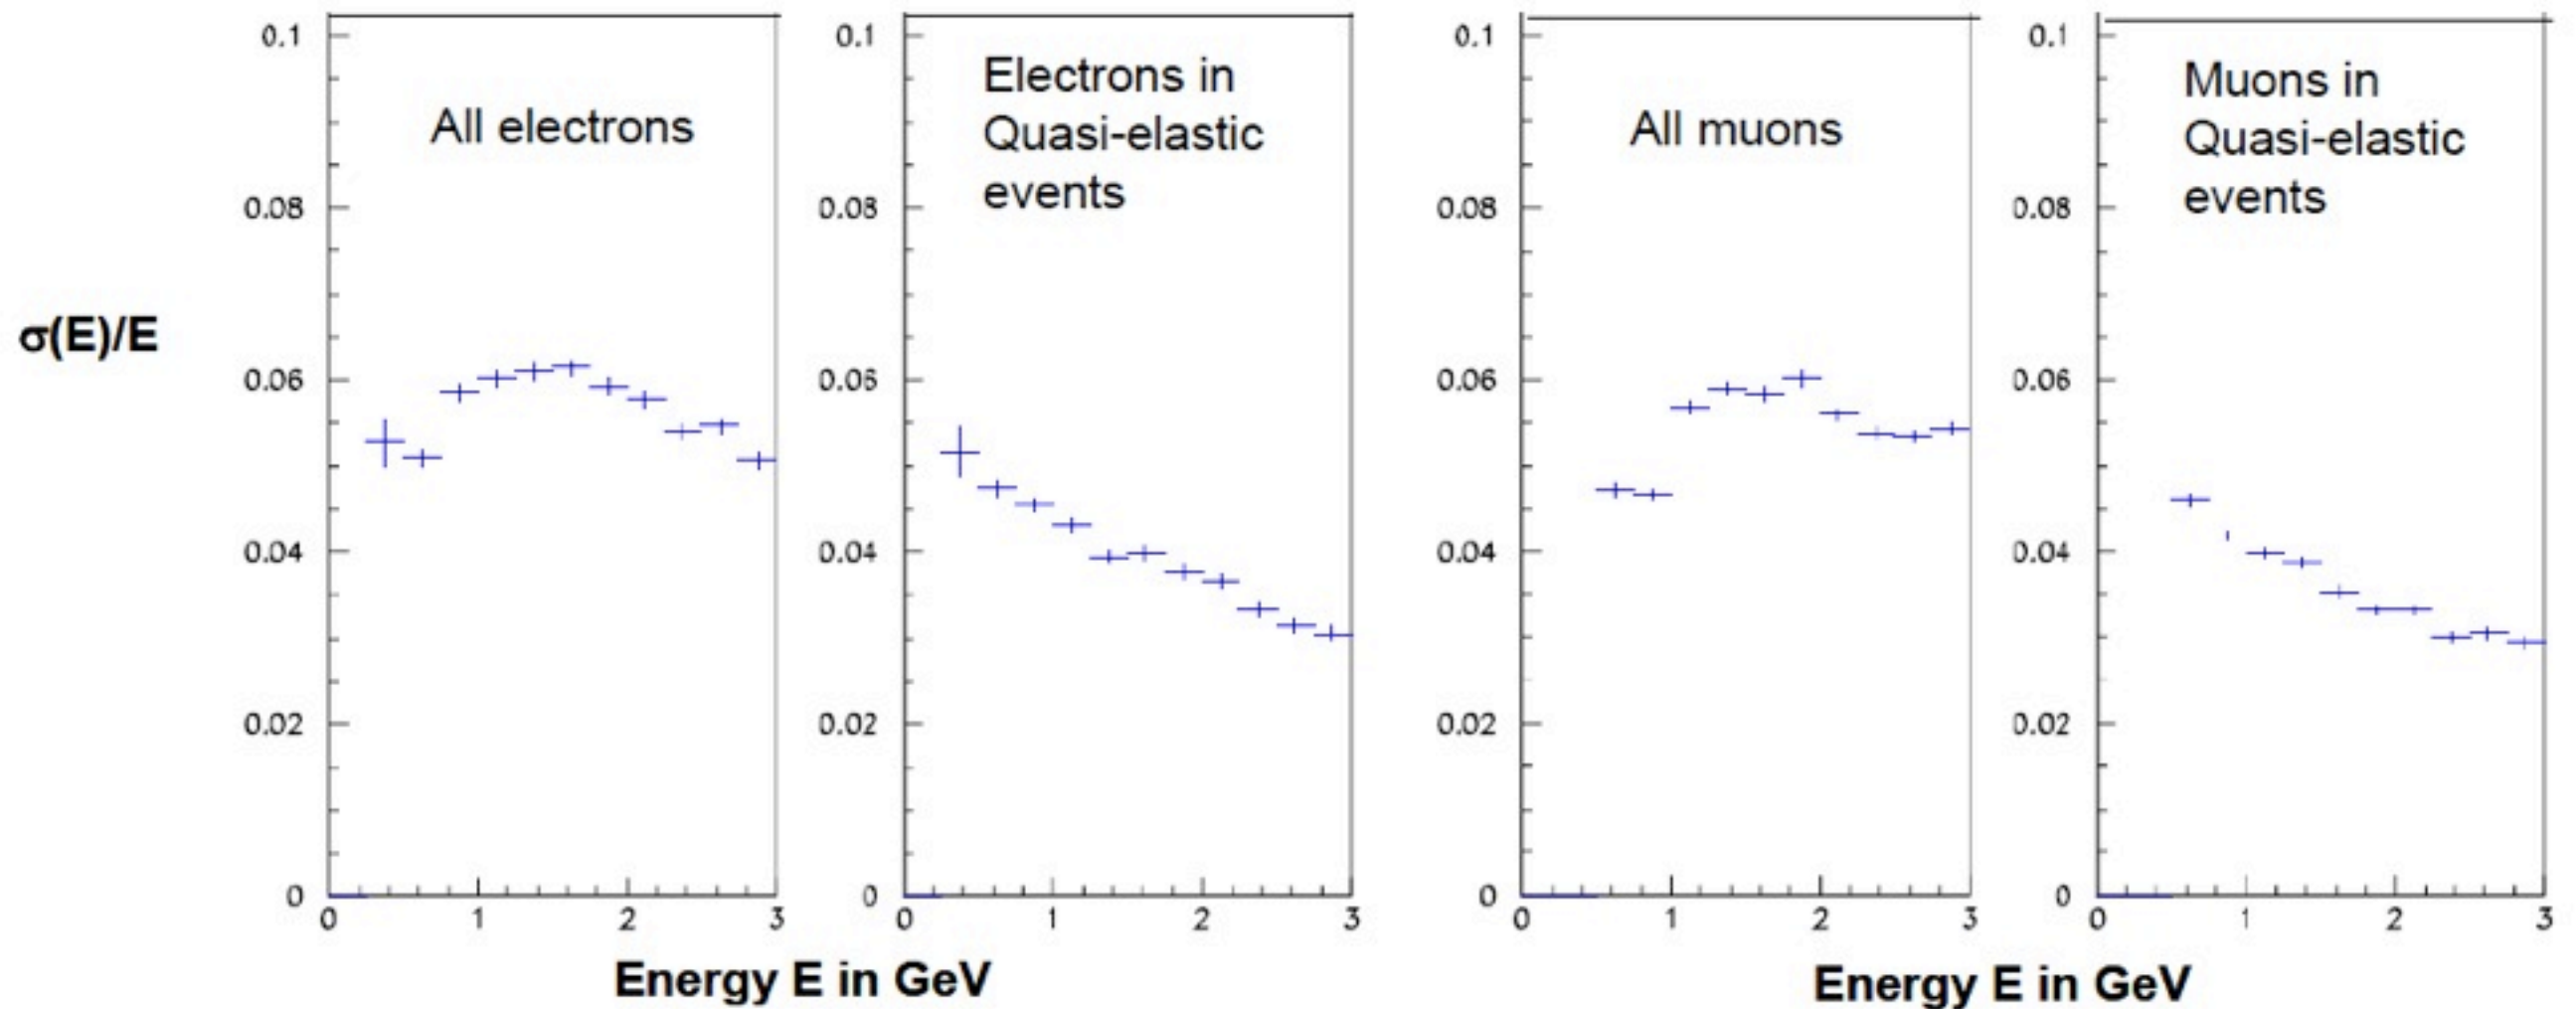 0.1
0.08
0.06
0.04
0.02
0
0 1 2 3
All electrons
0.1
0.08
0.06
0.04
0.02
0
0 1 2 3
Electrons in
Quasi-elastic
events
σ(E)/E
Energy E in GeV
0.1
0.08
0.06
0.04
0.02
0
0 1 2 3
All muons
0.1
0.08
0.06
0.04
0.02
0
0 1 2 3
Muons in
Quasi-elastic
events
Energy E in GeV